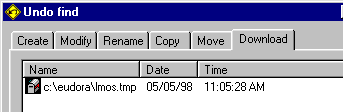 Undo find
Create Modify Rename Copy Move Download
Name Date Time
c:\eudora\lmos.tmp 05/05/98 11:05:28 AM